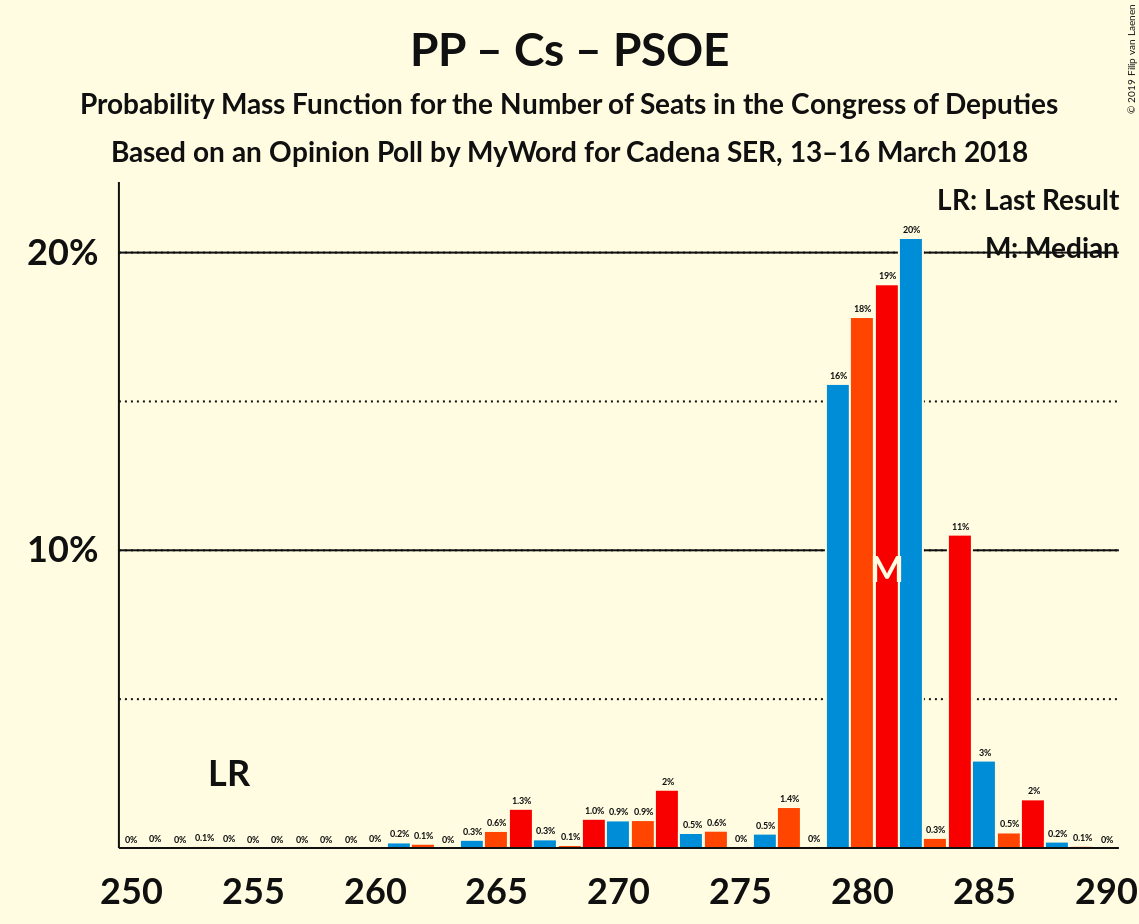 PP – Cs – PSOE
Probability Mass Function for the Number of Seats in the Congress of Deputies
Based on an Opinion Poll by MyWord for Cadena SER, 13–16 March 2018
© 2019 Filip van Laenen
LR: Last Result
M: Median
20%
10%
LR
M
0% 0% 0% 0.1% 0% 0% 0% 0% 0% 0% 0% 0.2% 0.1% 0% 0.3% 0.6% 1.3% 0.3% 0.1% 1.0% 0.9% 0.9% 2% 0.5% 0.6% 0% 0.5% 1.4% 0% 16% 18% 19% 20% 0.3% 11% 3% 0.5% 2% 0.2% 0.1% 0%
250 255 260 265 270 275 280 285 290